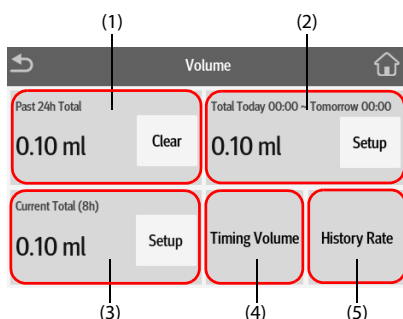 (1) (2)
Volume
Past 24h Total
0.10 ml
Clear
Total Today 00:00 ~ Tomorrow 00:00
0.10 ml
Setup
Current Total (8h)
0.10 ml
Setup
Timing Volume
History Rate
(3) (4) (5)